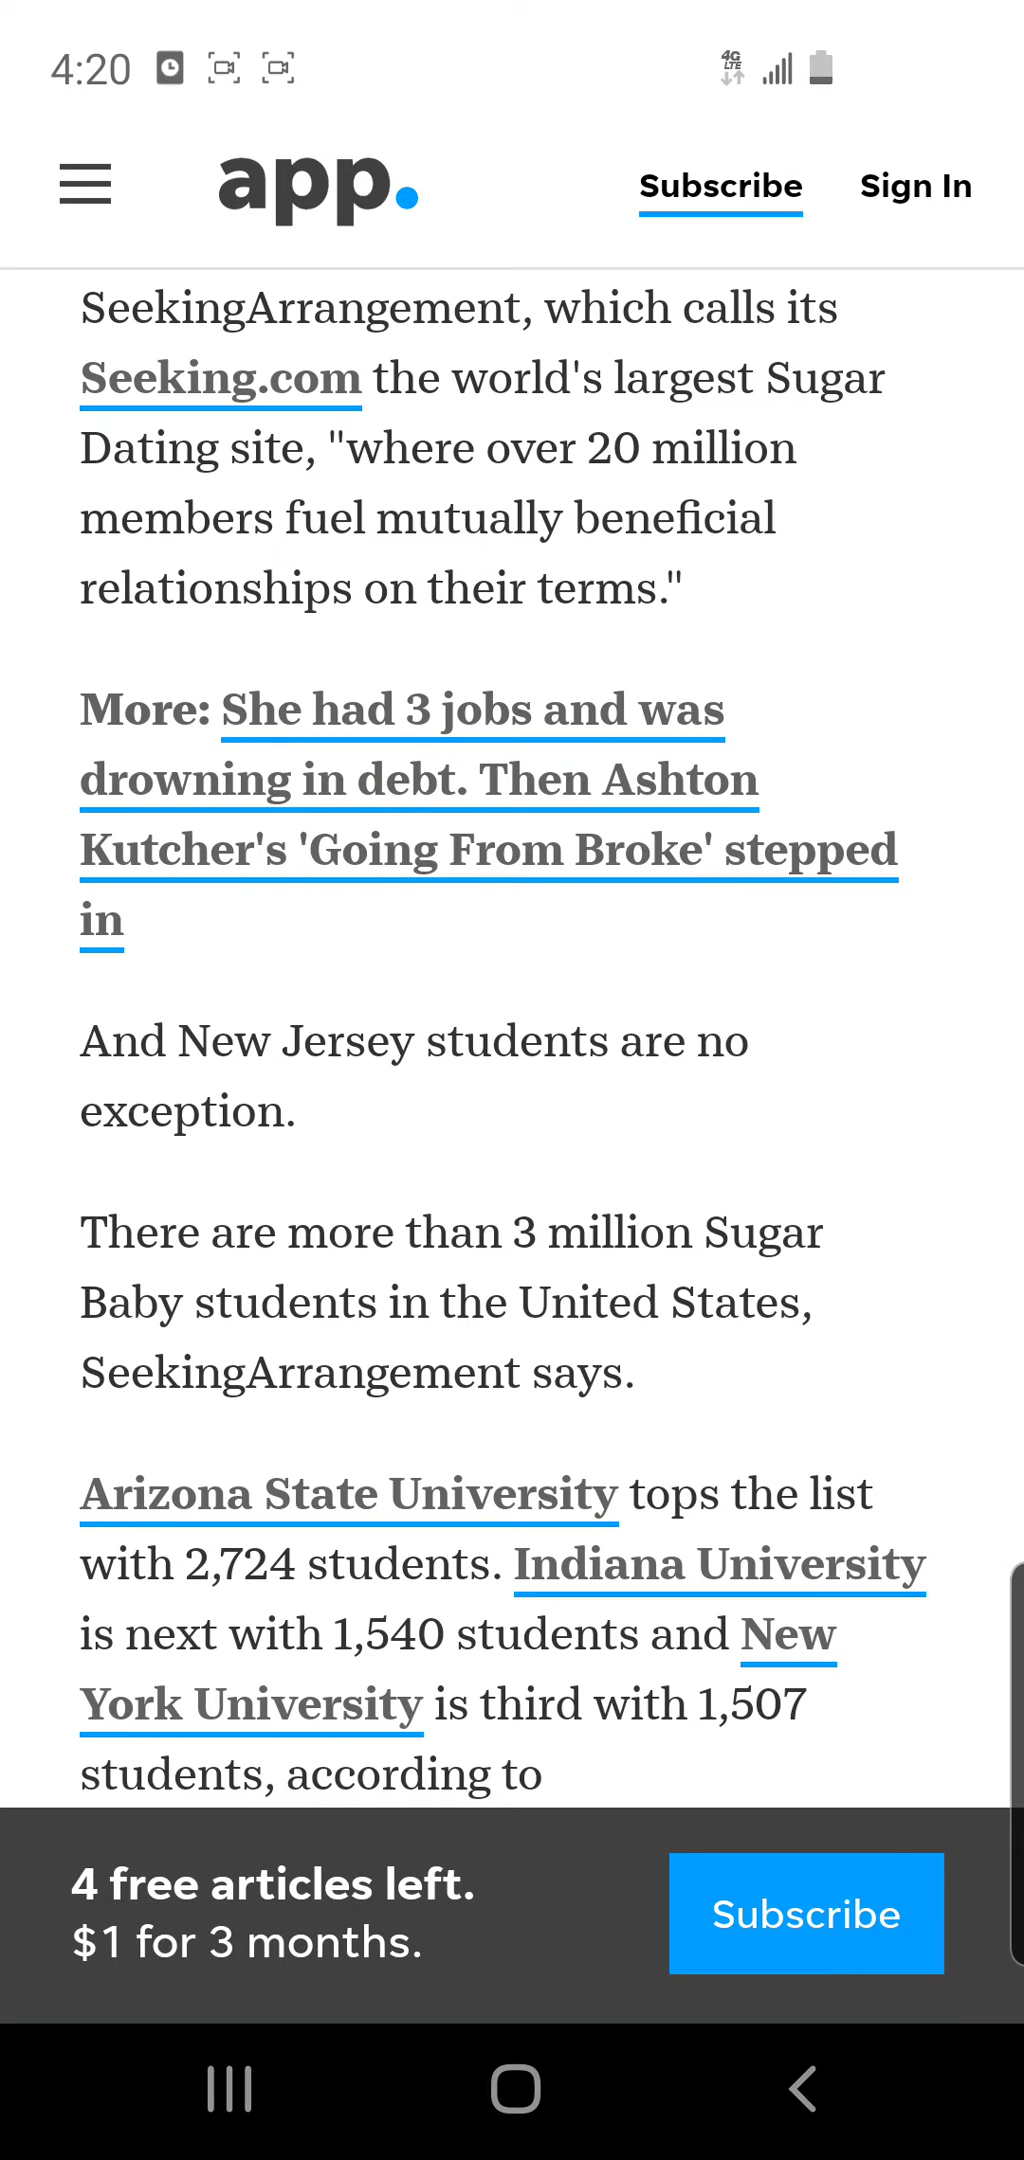 4:20
4G
LTE
app.
Subscribe
Sign In
SeekingArrangement, which calls its
Seeking.com the world's largest Sugar
Dating site, "where over 20 million
members fuel mutually beneficial
relationships on their terms."
More: She had 3 jobs and was
drowning in debt. Then Ashton
Kutcher's 'Going From Broke' stepped
in
And New Jersey students are no
exception.
There are more than 3 million Sugar
Baby students in the United States,
SeekingArrangement says.
Arizona State University tops the list
with 2,724 students. Indiana University
is next with 1,540 students and New
York University is third with 1,507
students, according to
4 free articles left.
$1 for 3 months.
Subscribe